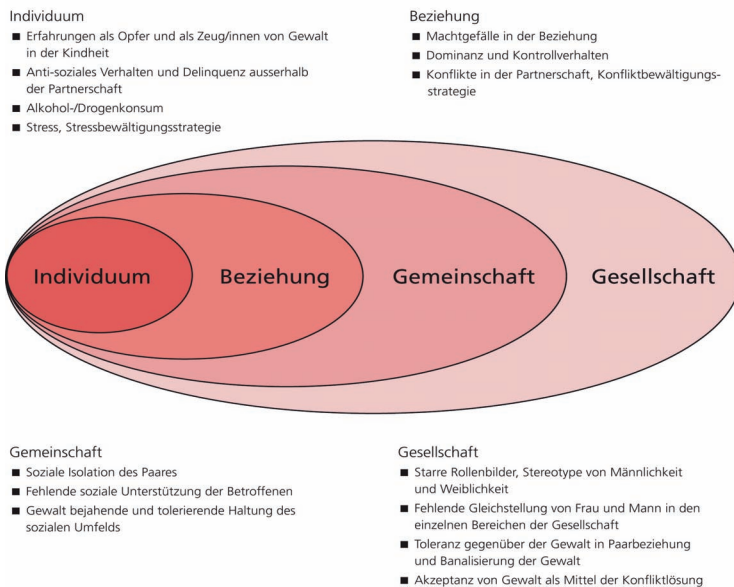 Individuum
■ Erfahrungen als Opfer und als Zeug/innen von Gewalt
in der Kindheit
■ Anti-soziales Verhalten und Delinquenz ausserhalb
der Partnerschaft
■ Alkohol-/Drogenkonsum
■ Stress, Stressbewältigungsstrategie
Beziehung
■ Machtgefälle in der Beziehung
■ Dominanz und Kontrollverhalten
■ Konflikte in der Partnerschaft, Konfliktbewältigungs-
strategie
Individuum
Beziehung
Gemeinschaft
Gesellschaft
Gemeinschaft
■ Soziale Isolation des Paares
■ Fehlende soziale Unterstützung der Betroffenen
■ Gewalt bejahende und tolerierende Haltung des
sozialen Umfelds
Gesellschaft
■ Starre Rollenbilder, Stereotype von Männlichkeit
und Weiblichkeit
■ Fehlende Gleichstellung von Frau und Mann in den
einzelnen Bereichen der Gesellschaft
■ Toleranz gegenüber der Gewalt in Paarbeziehung
und Banalisierung der Gewalt
■ Akzeptanz von Gewalt als Mittel der Konfliktlösung